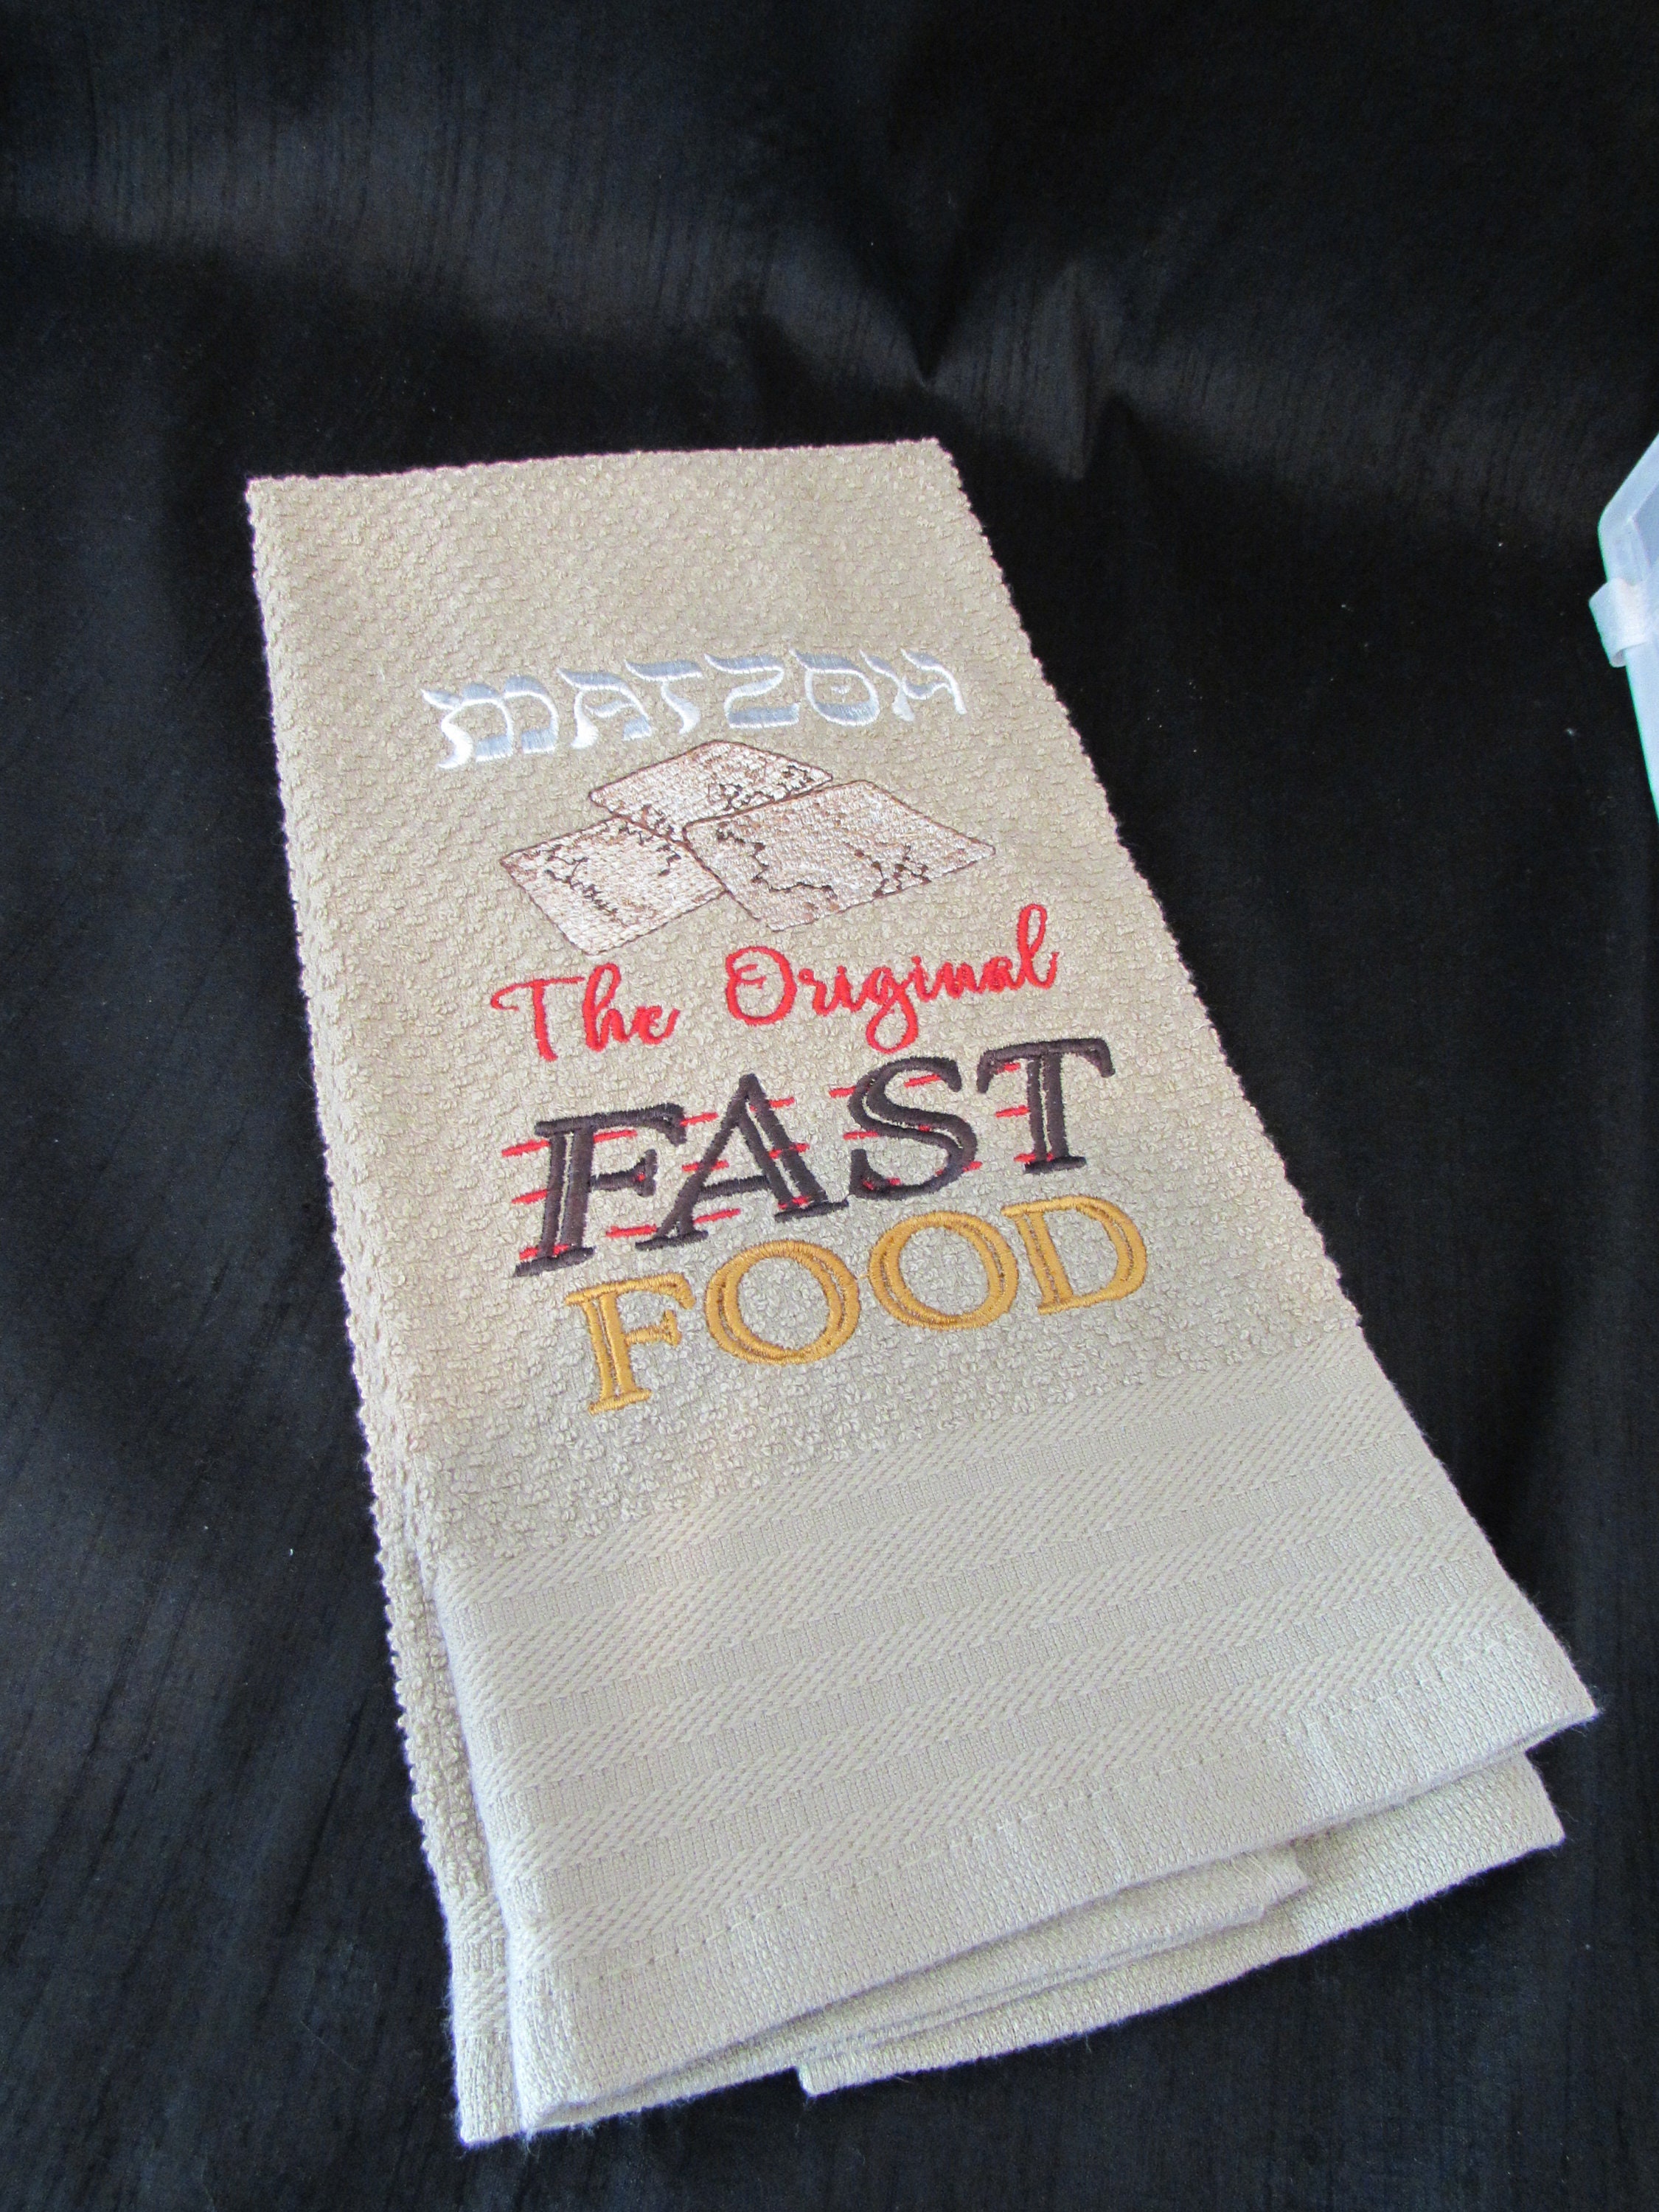 MATZOH
The Original
FAST
FOOD